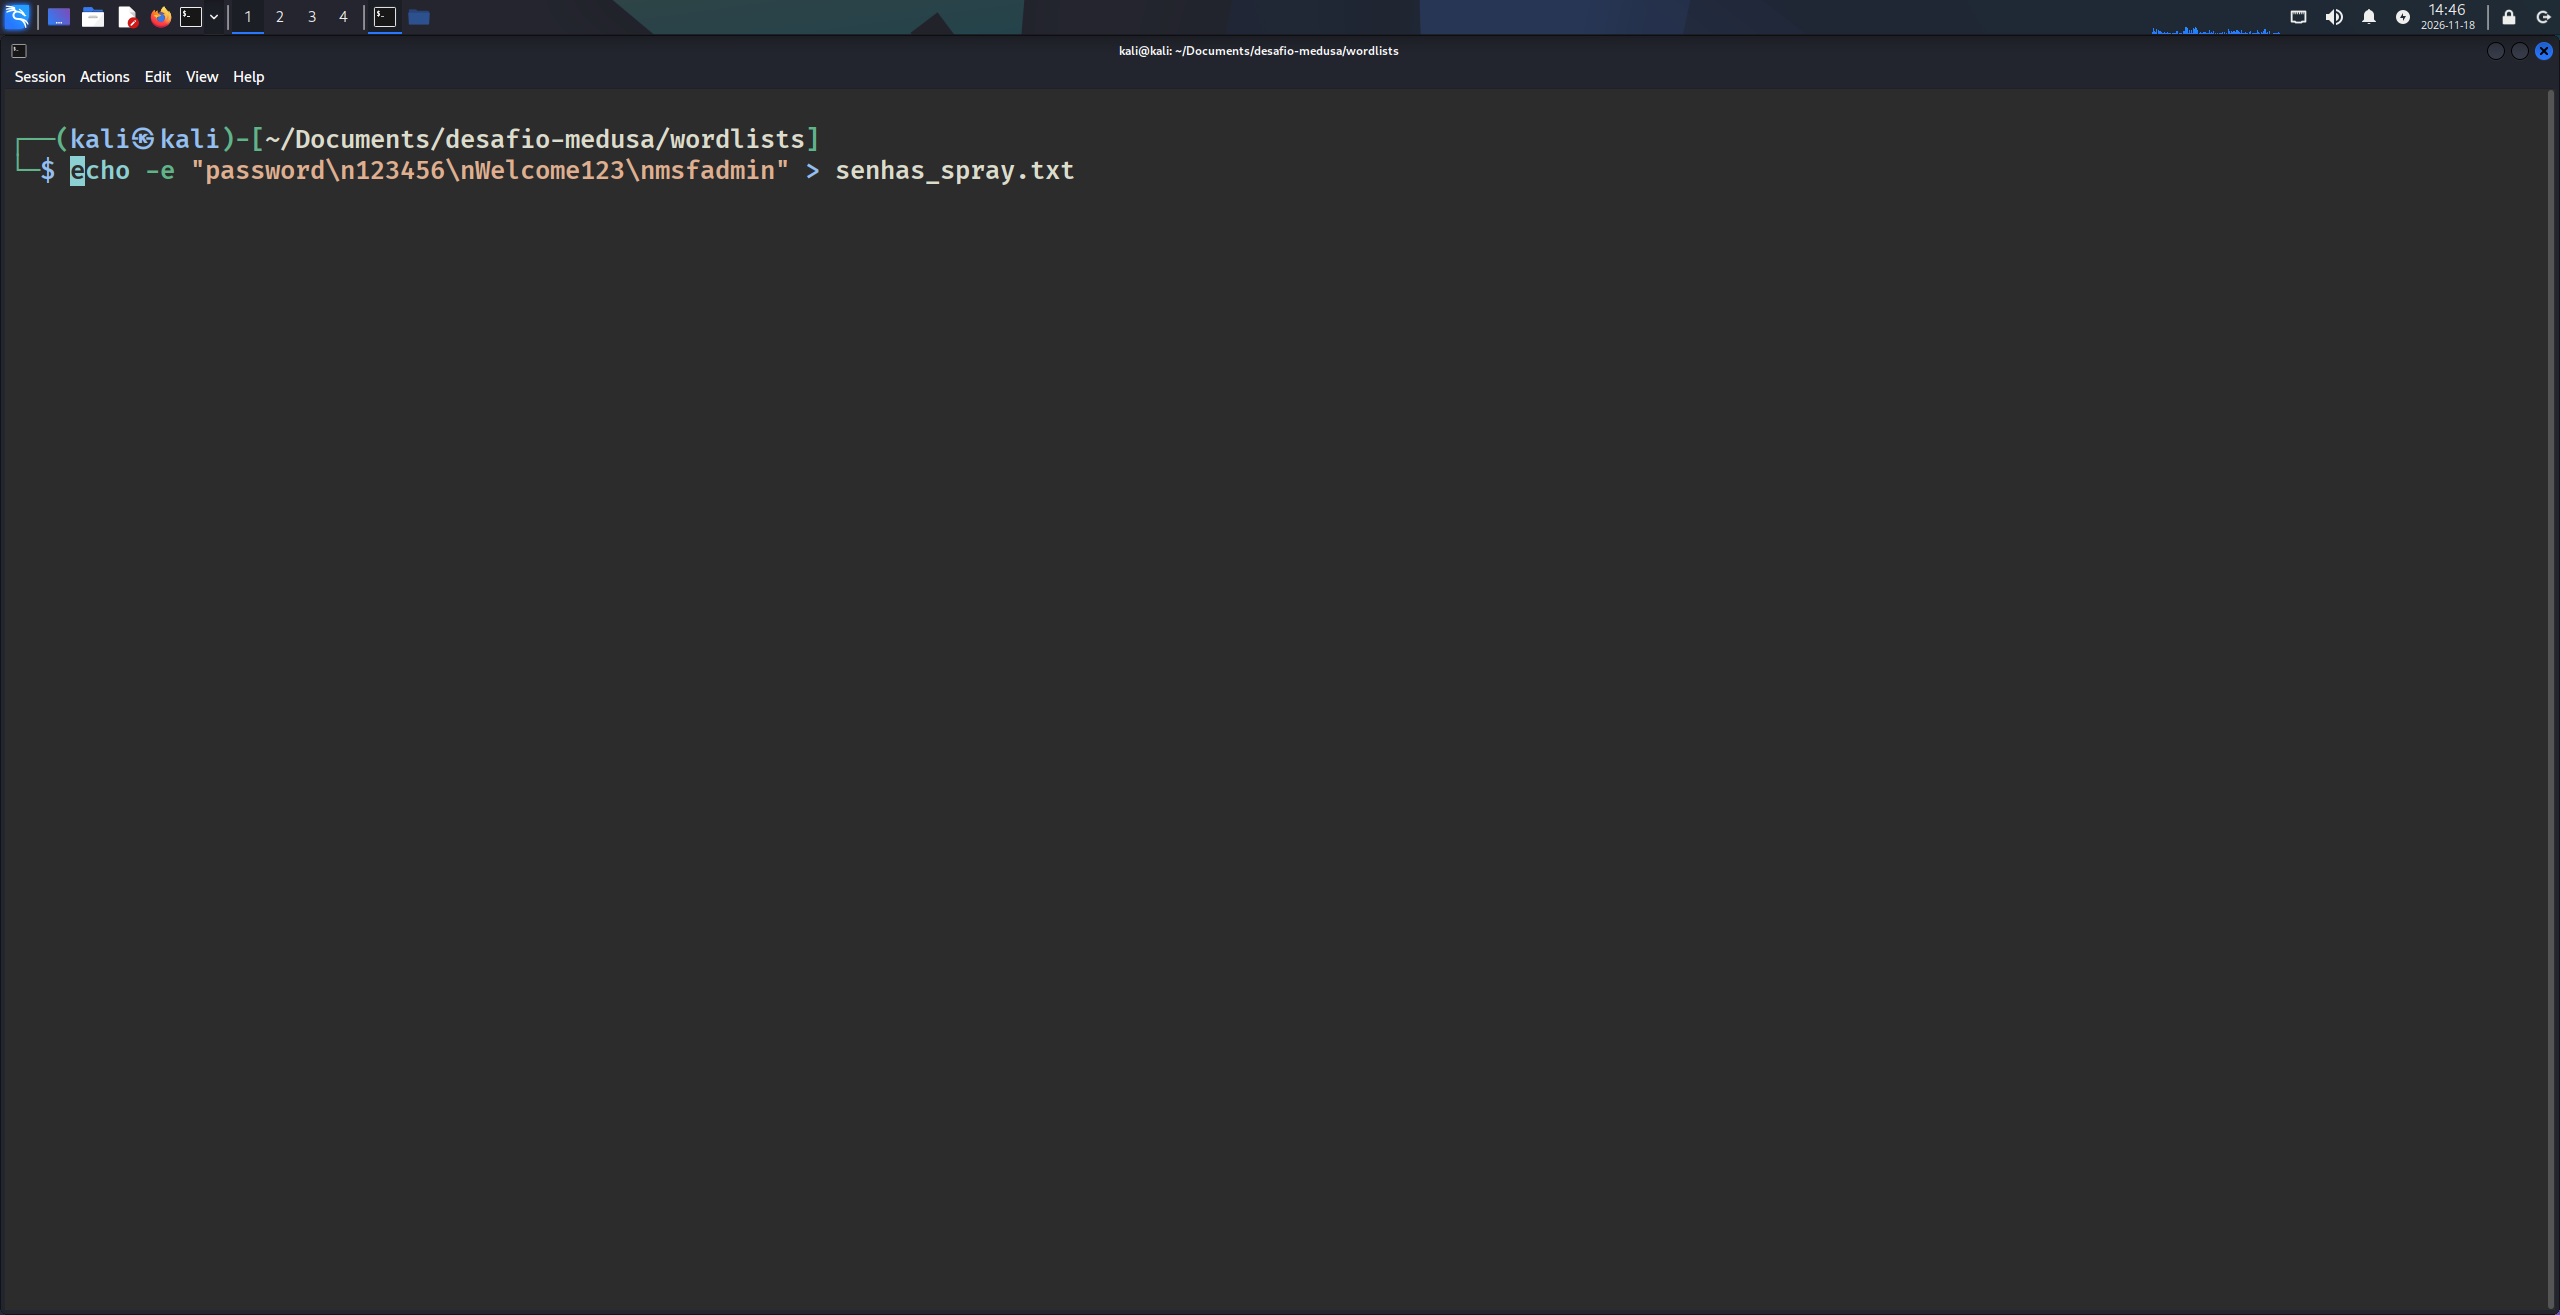 1 2 3 4
14:46
2026-11-18
kali@kali: ~/Documents/desafio-medusa/wordlists
Session Actions Edit View Help
┌──(kali㉿kali)-[~/Documents/desafio-medusa/wordlists]
└─$ echo -e "password\n123456\nWelcome123\nmsfadmin" > senhas_spray.txt